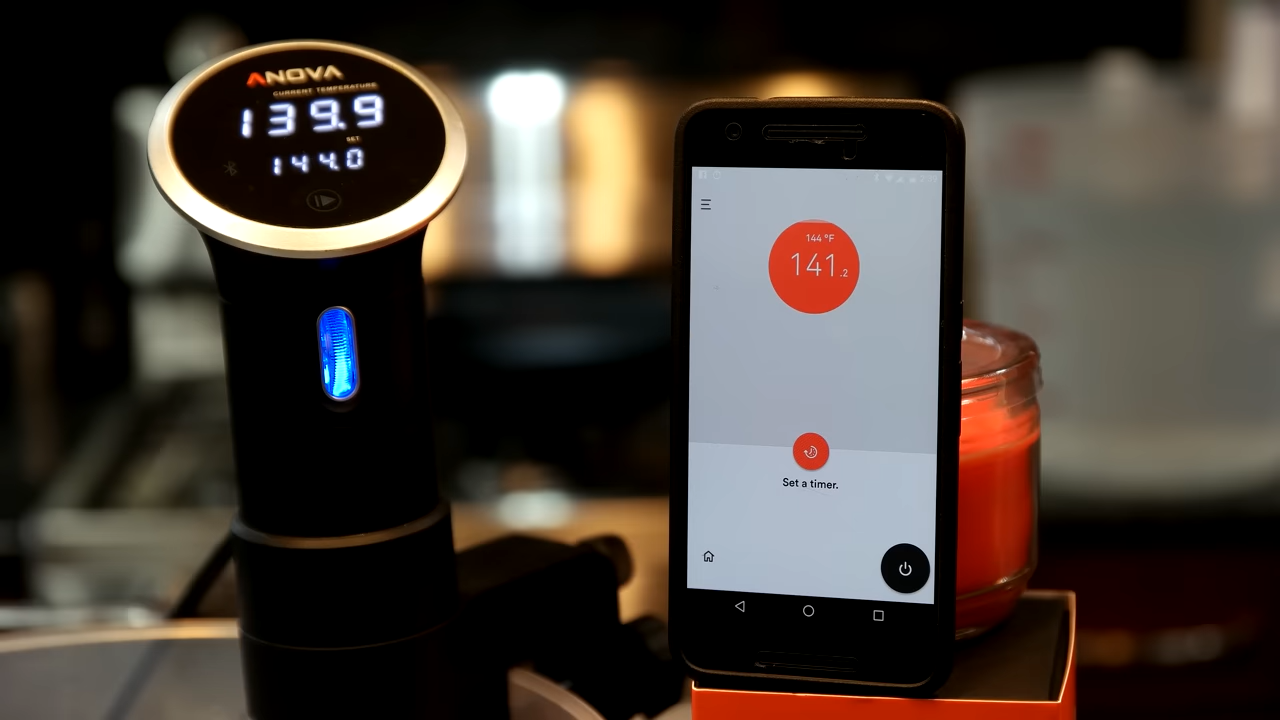 ANOVA
CURRENT TEMPERATURE
139.9
SET
144.0
144 °F
141.2
Set a timer.